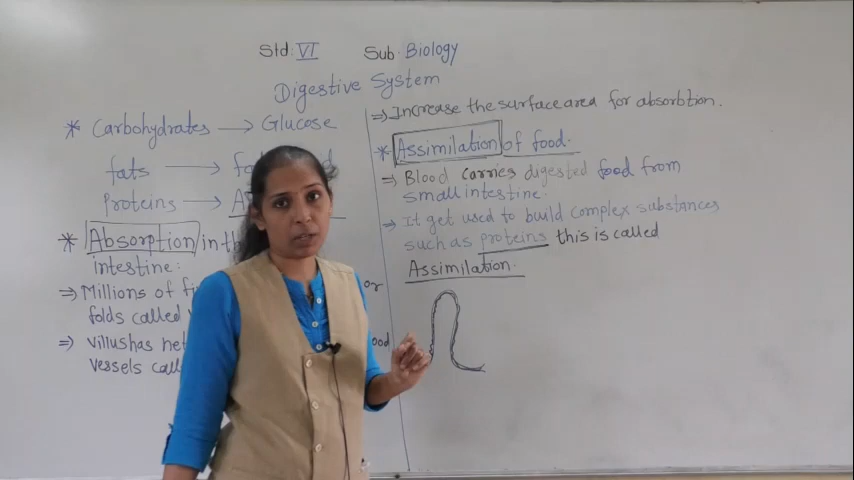 Std: VI Sub: Biology
Digestive System
* Carbohydrates → Glucose
fats →
Proteins → A
* Absorption in th
intestine:
⇒ Millions of fi or
folds called
⇒ Villus has net ood
vessels call
⇒ Increase the surface area for absorbtion.
* Assimilation of food.
⇒ Blood carries digested food from
small intestine.
⇒ It get used to build complex substances
such as proteins this is called
Assimilation.